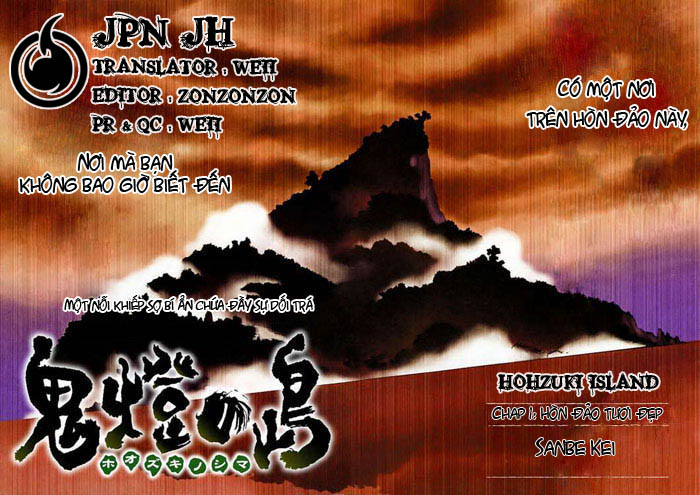 JPN JH
TRANSLATOR : WEII
EDITOR : ZONZONZON
PR & QC : WEII
CÓ MỘT NƠI
TRÊN HÒN ĐẢO NÀY,
NƠI MÀ BẠN
KHÔNG BAO GIỜ BIẾT ĐẾN
MỘT NỖI KHIẾP SỢ BÍ ẨN CHỨA ĐẦY SỰ DỐI TRÁ
鬼燈の島
ホオズキノシマ
HOHZUKI ISLAND
CHAP 1: HÒN ĐẢO TƯƠI ĐẸP
SANBE KEI